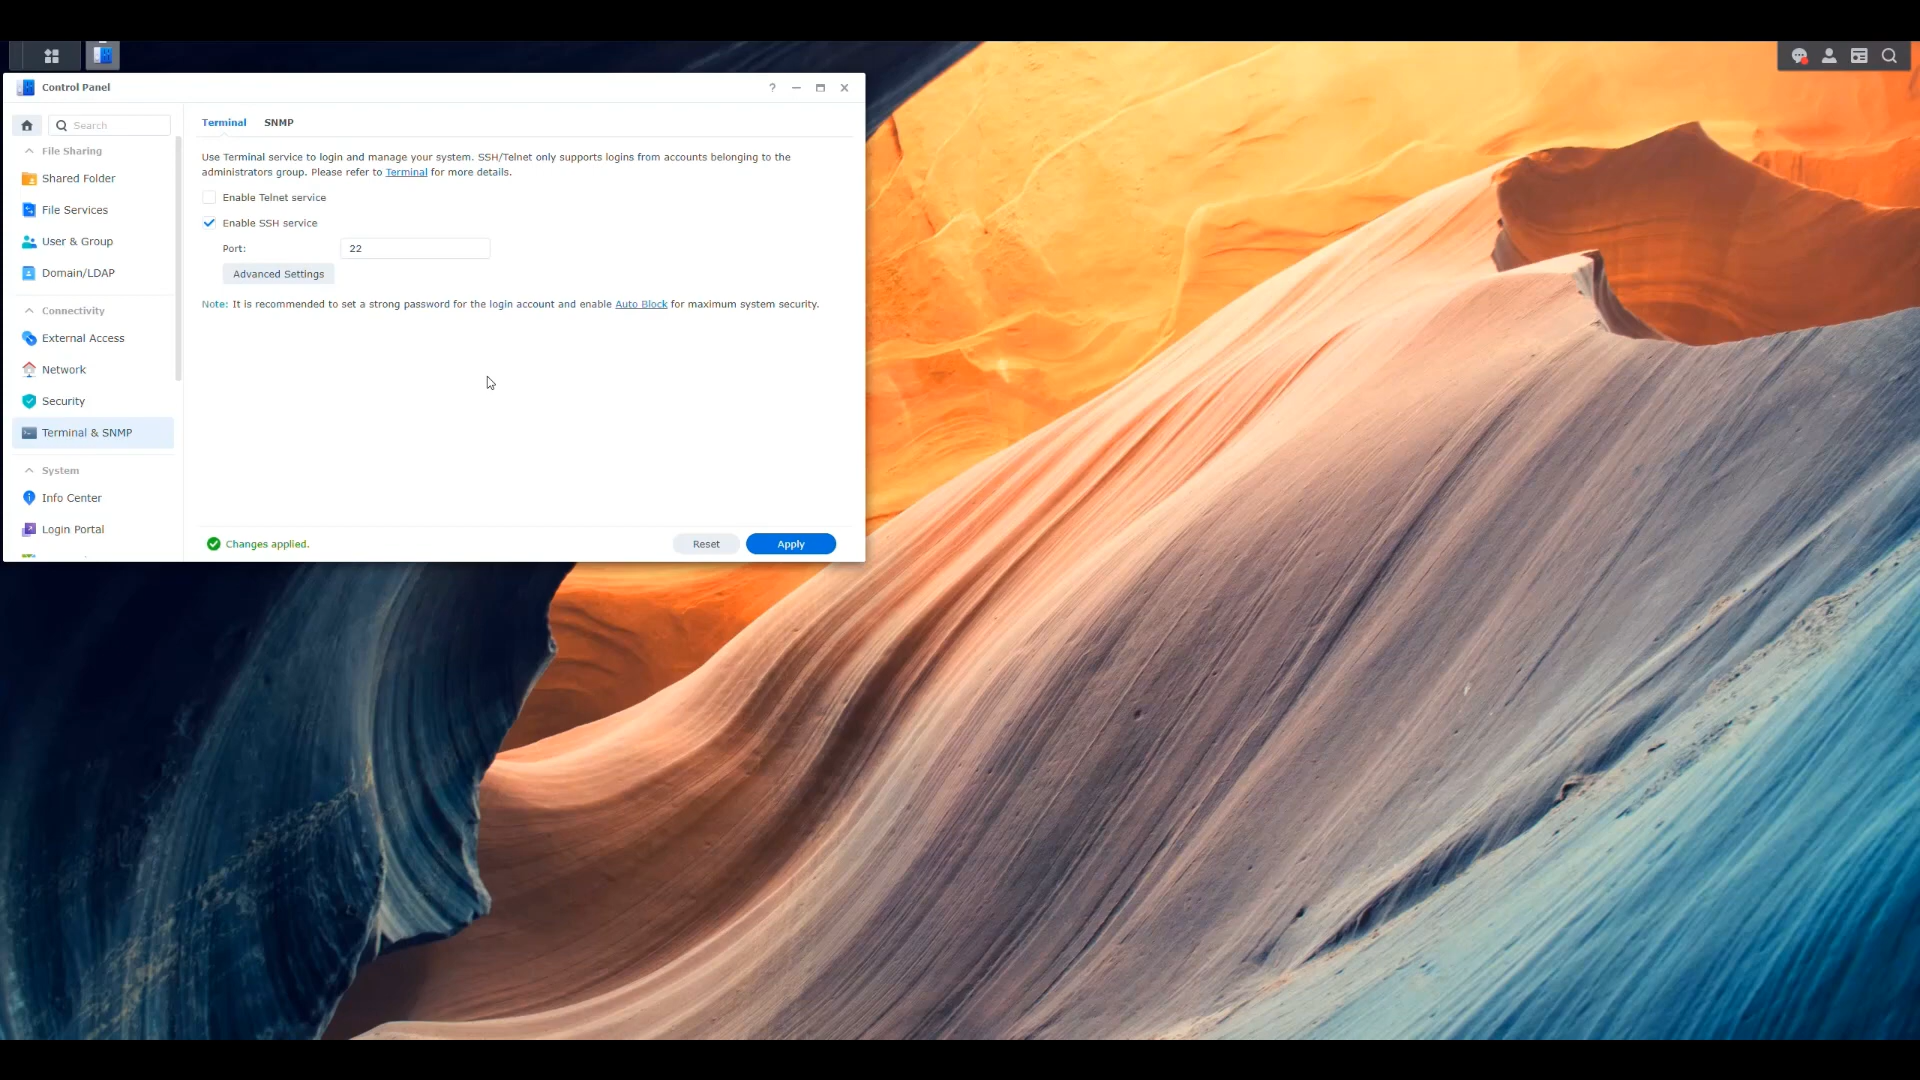 Control Panel
?
Search
File Sharing
Shared Folder
File Services
User & Group
Domain/LDAP
Connectivity
External Access
Network
Security
Terminal & SNMP
System
Info Center
Login Portal
Terminal SNMP
Use Terminal service to login and manage your system. SSH/Telnet only supports logins from accounts belonging to the
administrators group. Please refer to Terminal for more details.
Enable Telnet service
Enable SSH service
Port: 22
Advanced Settings
Note: It is recommended to set a strong password for the login account and enable Auto Block for maximum system security.
Changes applied.
Reset Apply